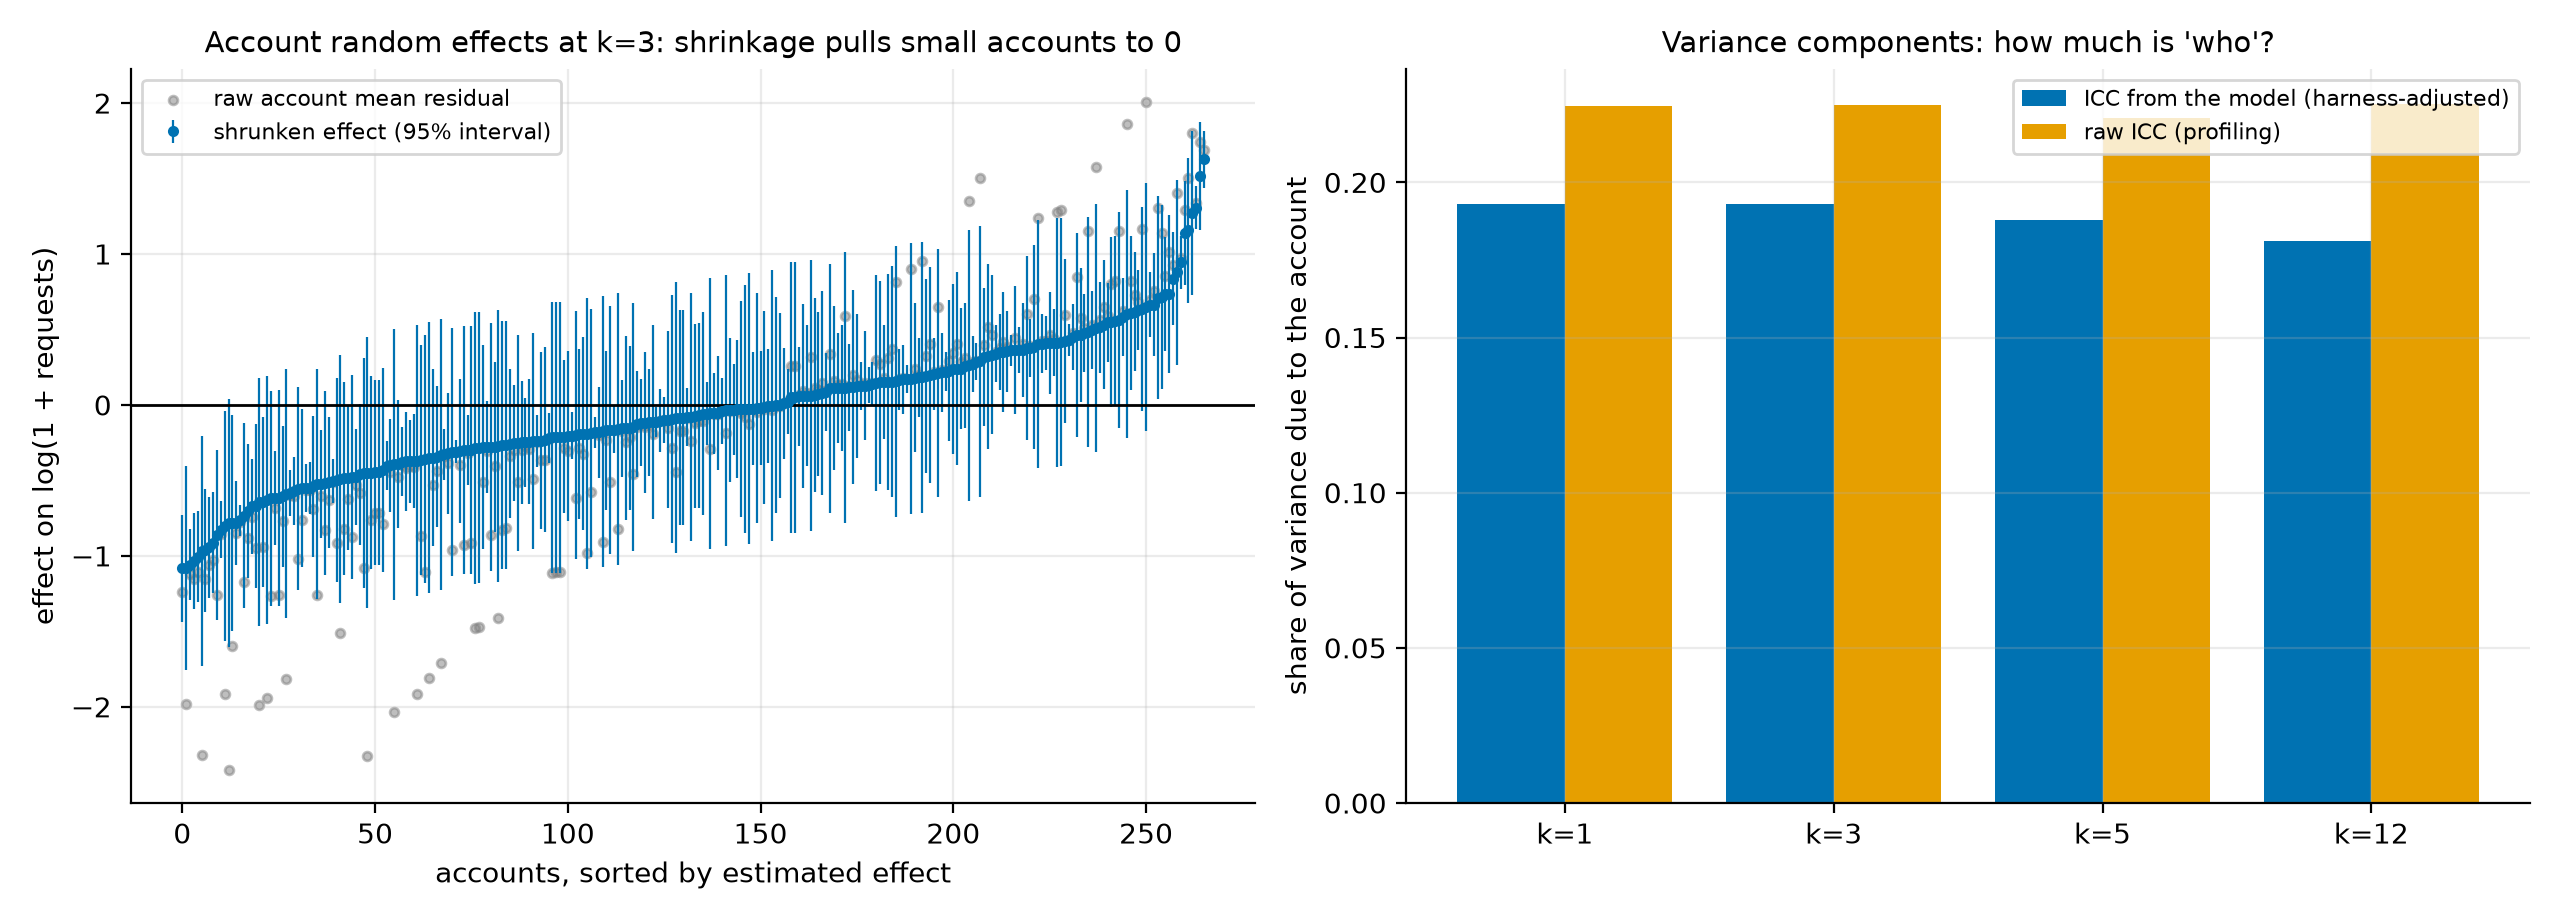 Account random effects at k=3: shrinkage pulls small accounts to 0
raw account mean residual
shrunken effect (95% interval)
effect on log(1 + requests)
2
1
0
−1
−2
0
50
100
150
200
250
accounts, sorted by estimated effect
Variance components: how much is 'who'?
ICC from the model (harness-adjusted)
raw ICC (profiling)
share of variance due to the account
0.20
0.15
0.10
0.05
0.00
k=1
k=3
k=5
k=12